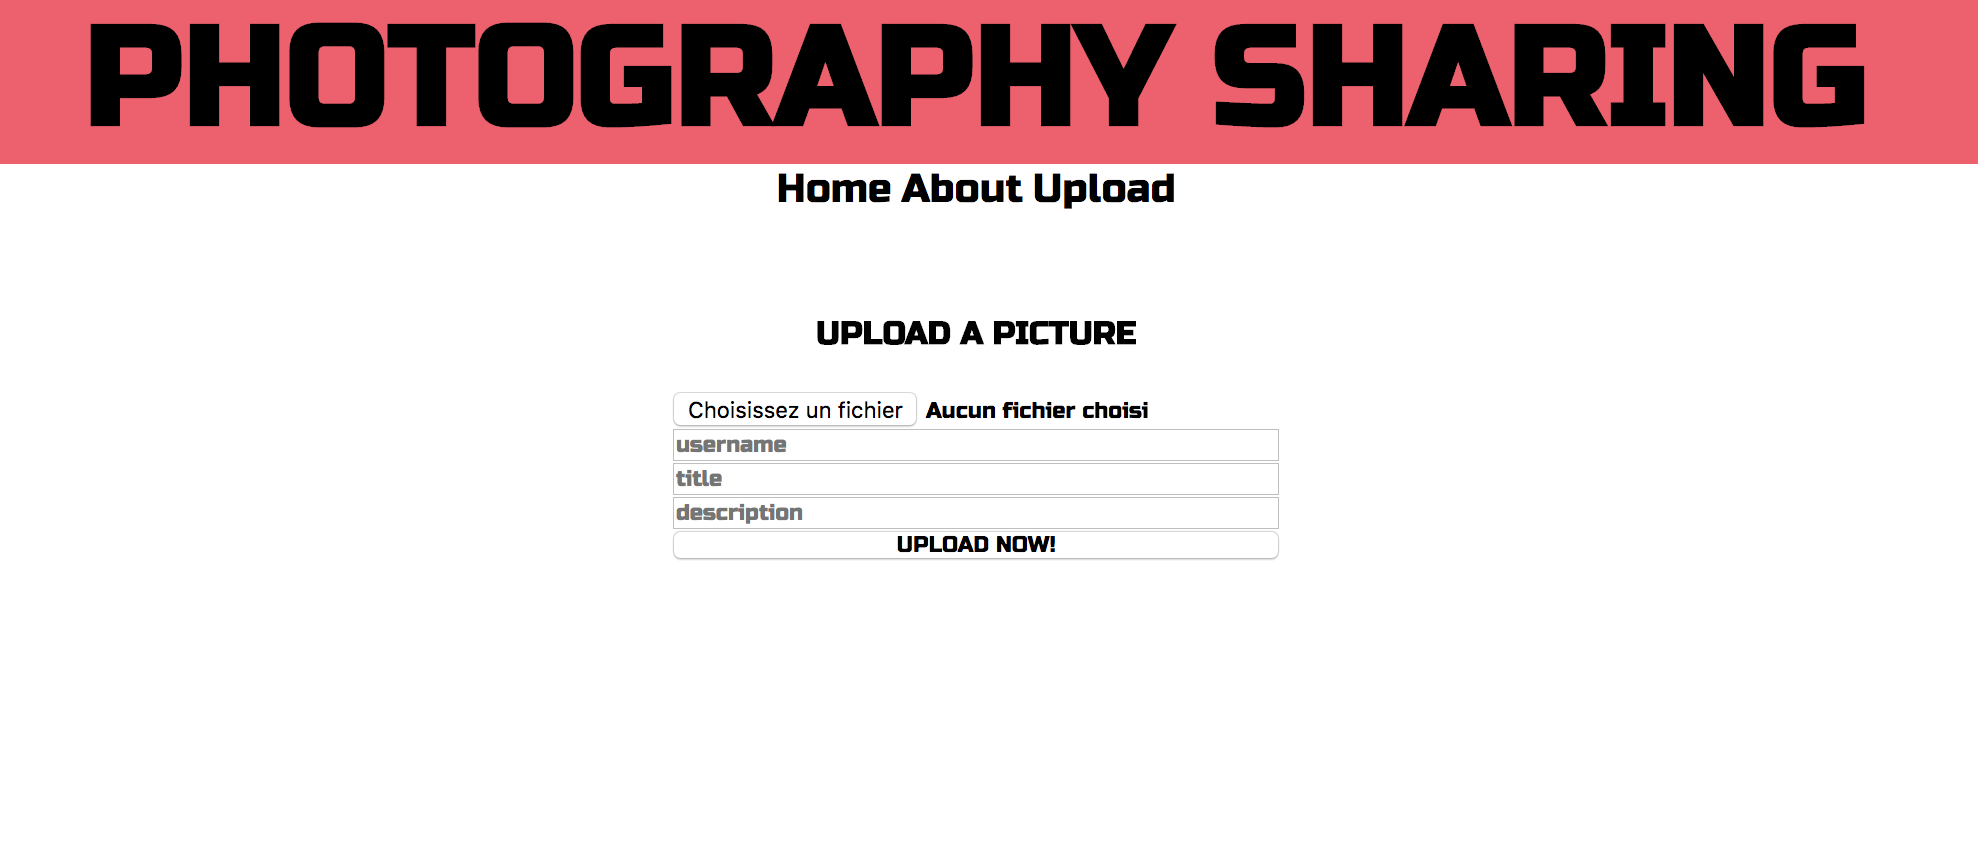 PHOTOGRAPHY SHARING
Home About Upload
UPLOAD A PICTURE
Choisissez un fichier Aucun fichier choisi
username
title
description
UPLOAD NOW!